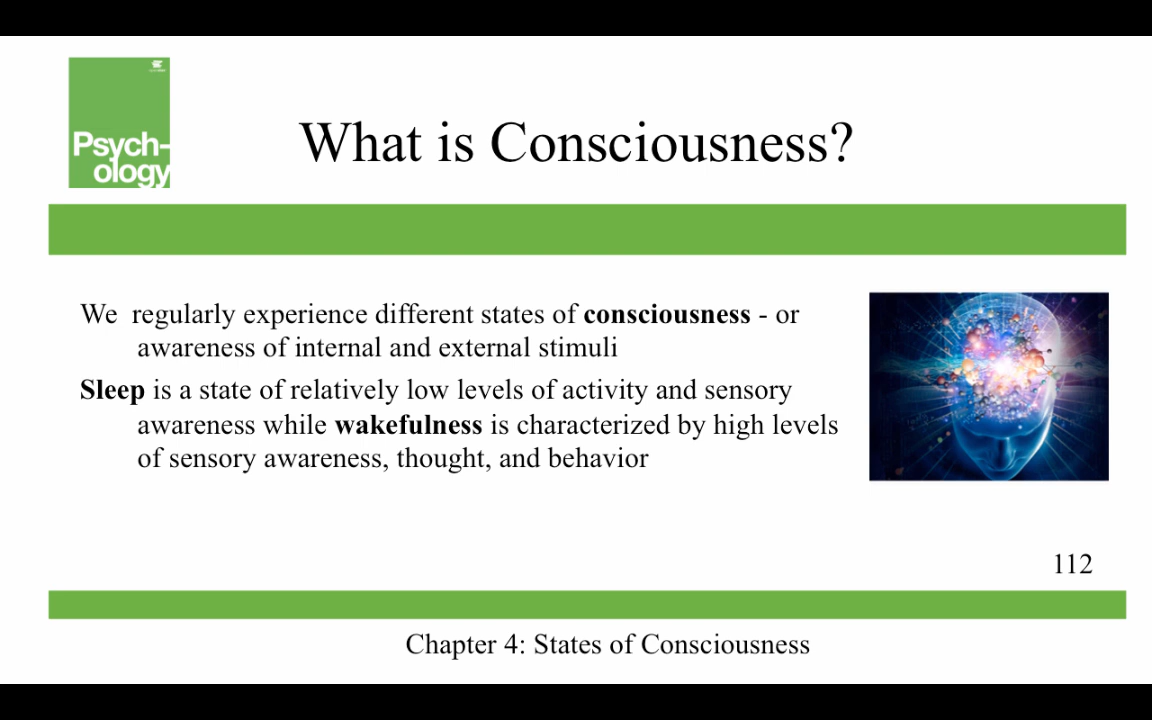 Psych-
ology
What is Consciousness?
We regularly experience different states of consciousness - or
awareness of internal and external stimuli
Sleep is a state of relatively low levels of activity and sensory
awareness while wakefulness is characterized by high levels
of sensory awareness, thought, and behavior
112
Chapter 4: States of Consciousness